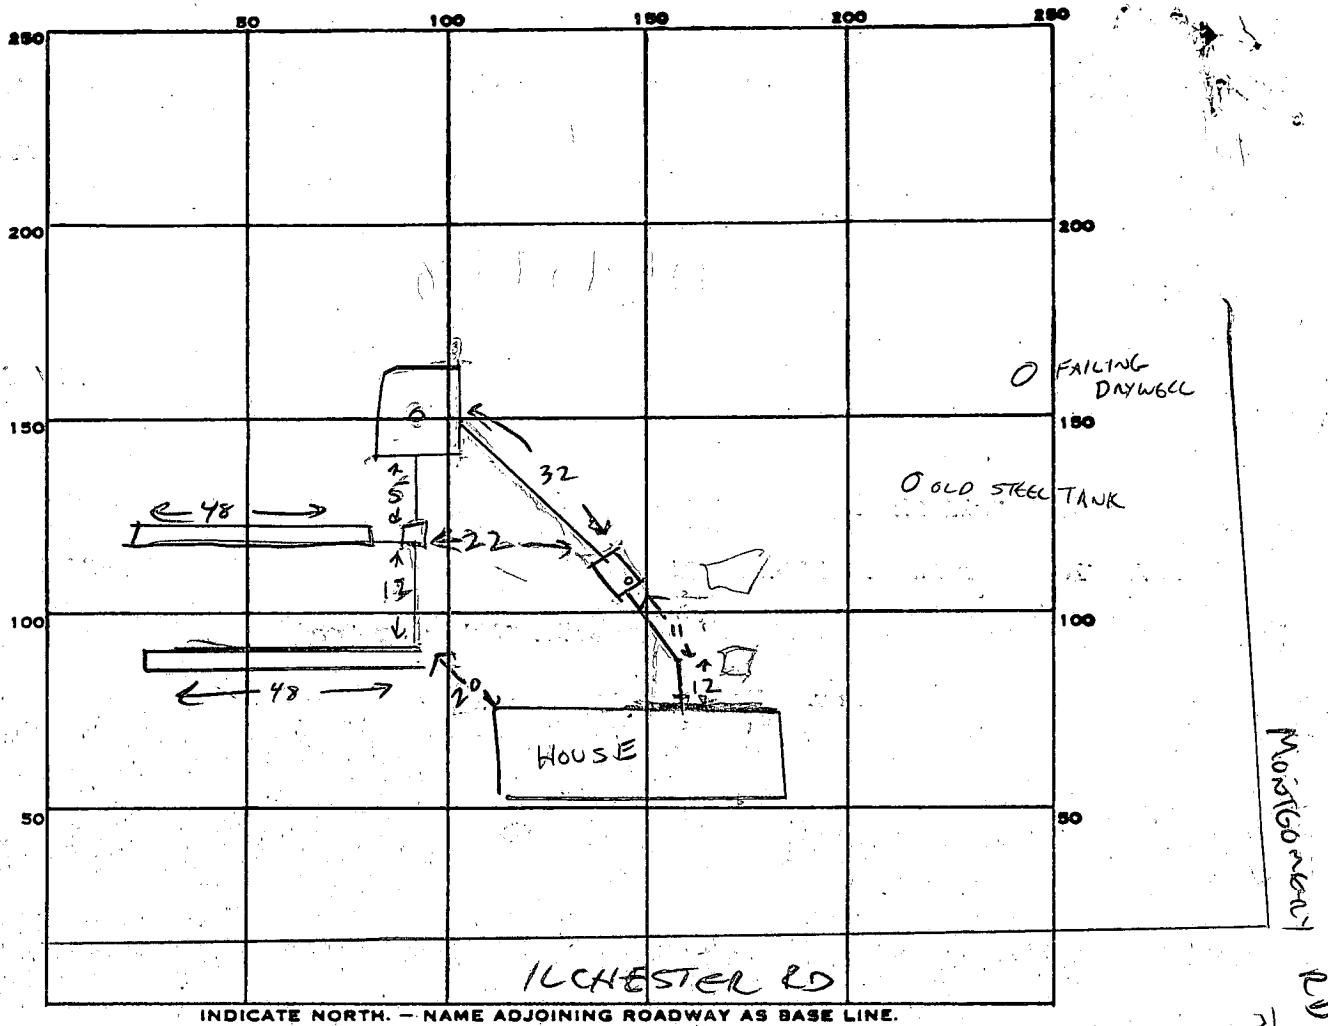 50 100 150 200 250
250
200 200
FAILING
DRYWELL
150 150
32
O OLD STEEL TANK
48
22
100 100
11
12
48
20
HOUSE
50 50
MONTGOMERY RD
ILCHESTER RD
INDICATE NORTH. — NAME ADJOINING ROADWAY AS BASE LINE.